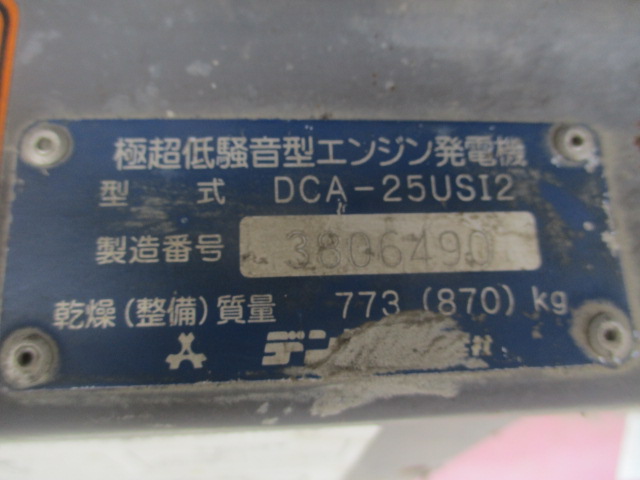 極超低騒音型エンジン発電機
型 式 DCA-25USI2
製造番号 3806490
乾燥(整備)質量 773(870)kg
デン 社